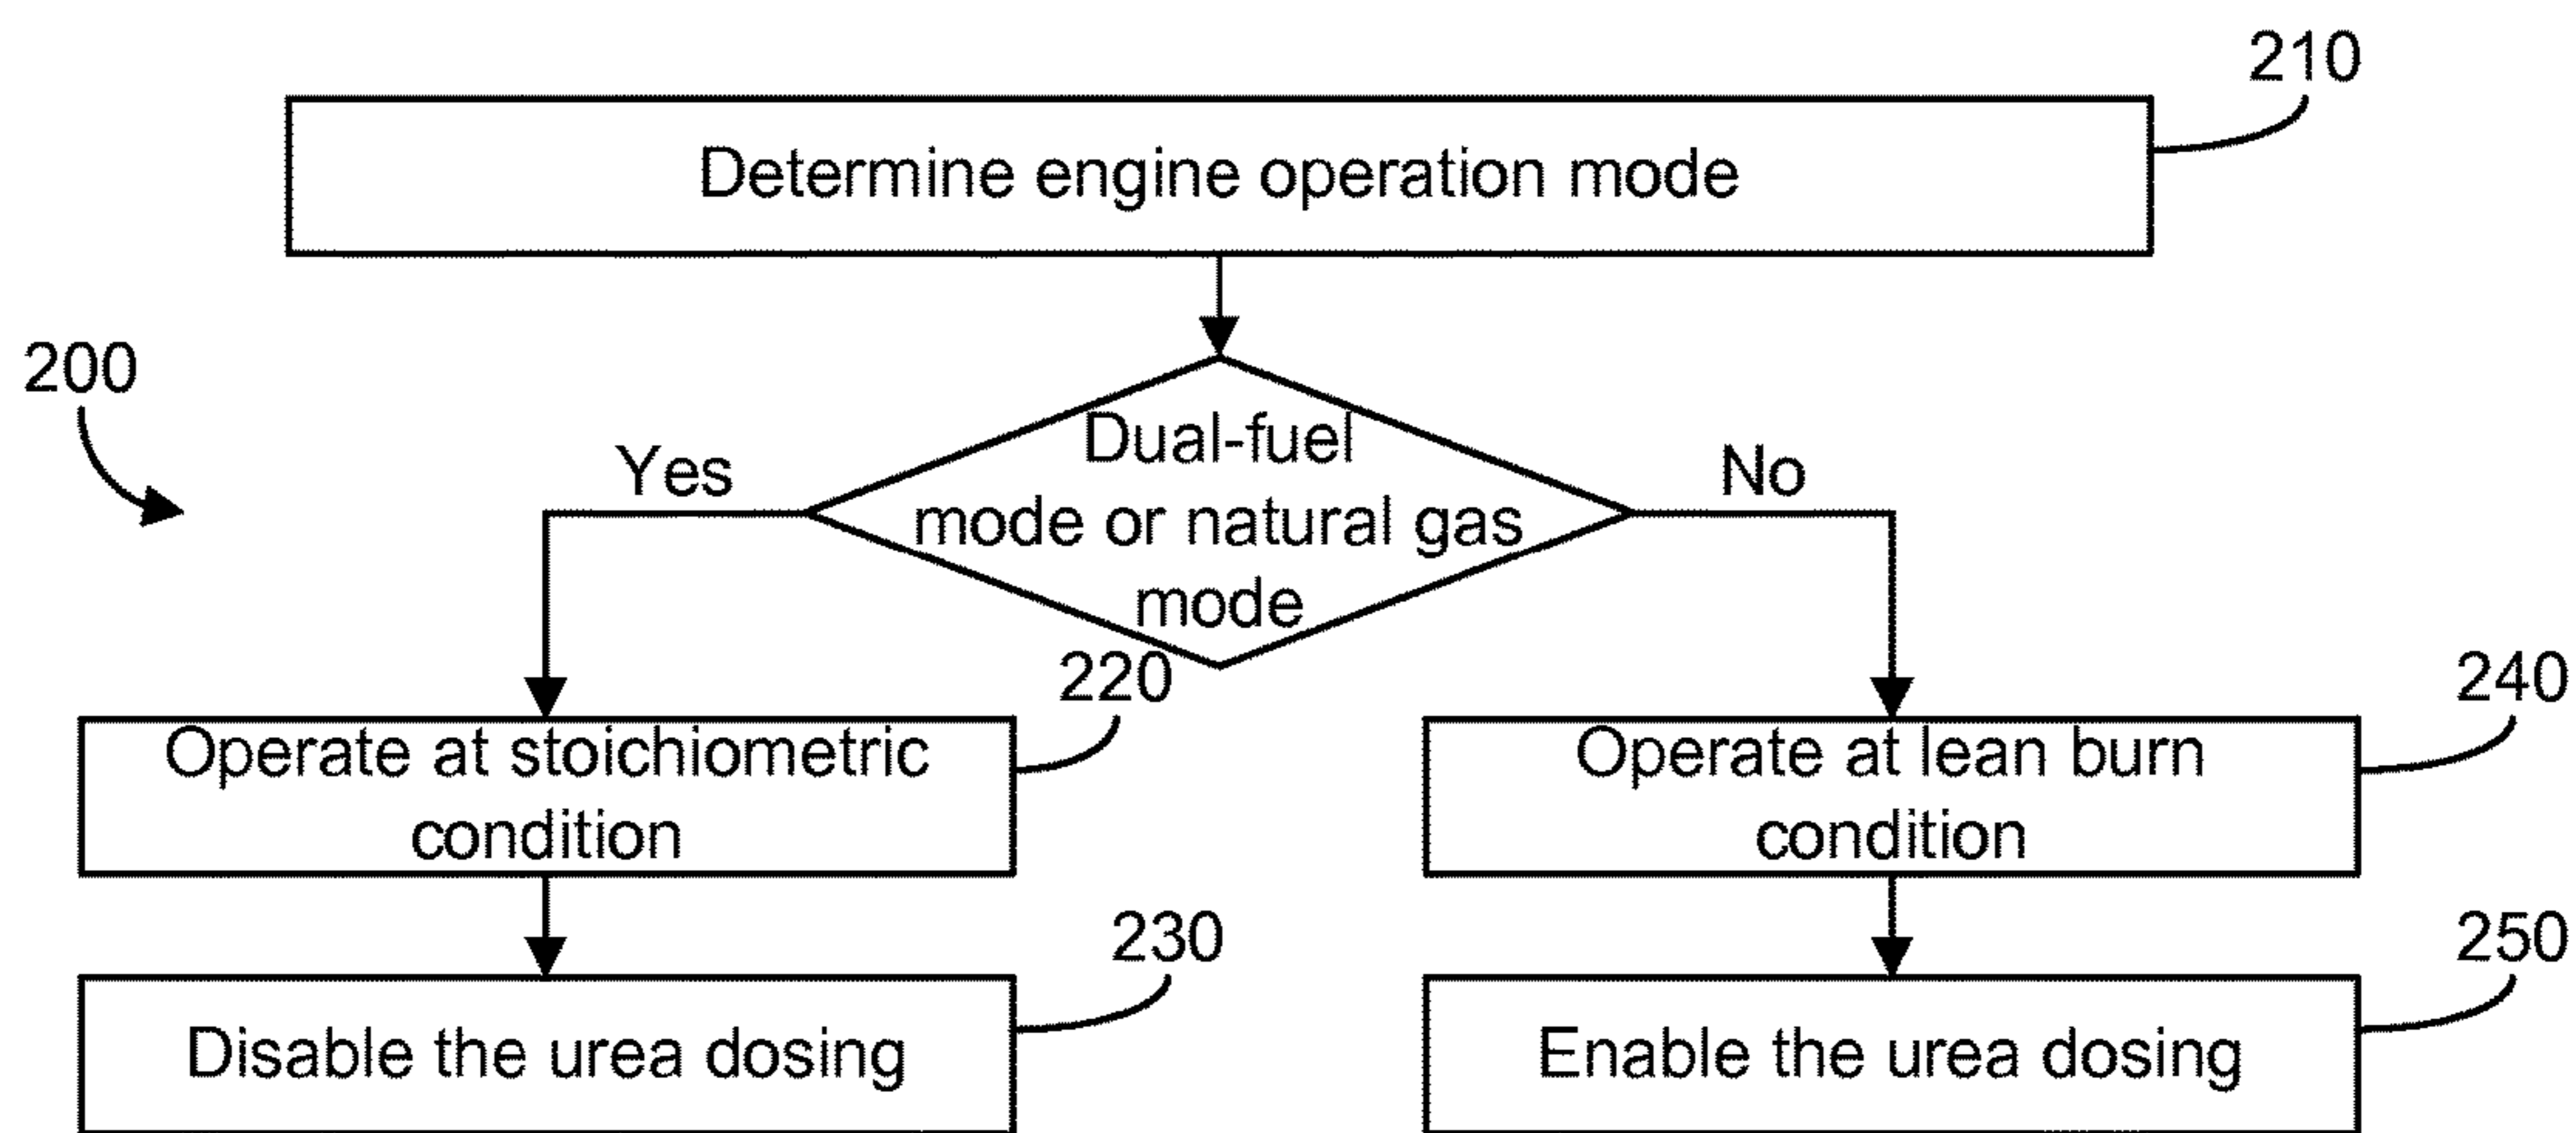 210
Determine engine operation mode
200
Dual-fuel
mode or natural gas
mode
Yes
No
220
Operate at stoichiometric
condition
240
Operate at lean burn
condition
230
Disable the urea dosing
250
Enable the urea dosing